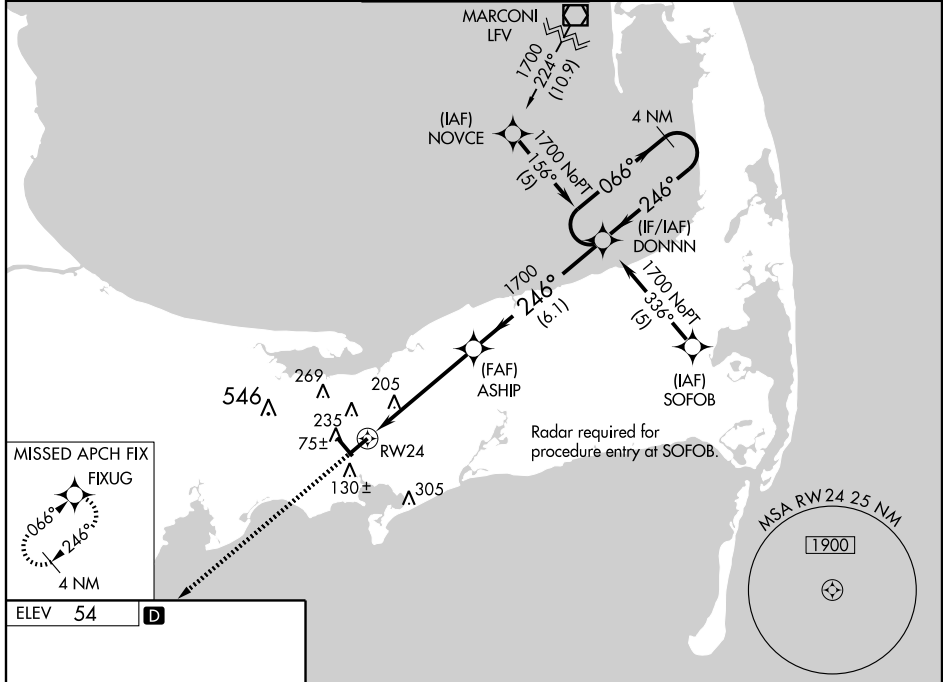 MARCONI
LFV
1700
224°
(10.9)
(IAF)
NOVCE
1700 NoPT
156°
(5)
4 NM
066°
246°
(IF/IAF)
DONNN
1700
246°
(6.1)
1700 NoPT
336°
(5)
(FAF)
ASHIP
(IAF)
SOFOB
546
269
205
235
75±
RW24
130±
305
Radar required for
procedure entry at SOFOB.
MISSED APCH FIX
FIXUG
066°
246°
4 NM
MSA RW24 25 NM
1900
ELEV 54
D